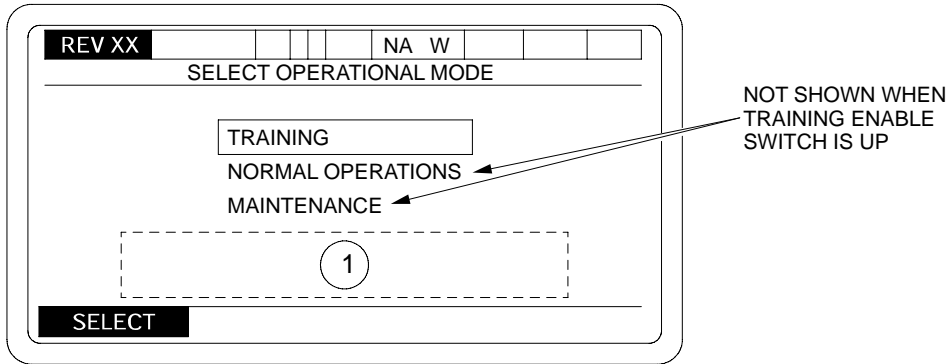 REV XX NA W
SELECT OPERATIONAL MODE
TRAINING
NORMAL OPERATIONS
MAINTENANCE
1
SELECT
NOT SHOWN WHEN
TRAINING ENABLE
SWITCH IS UP